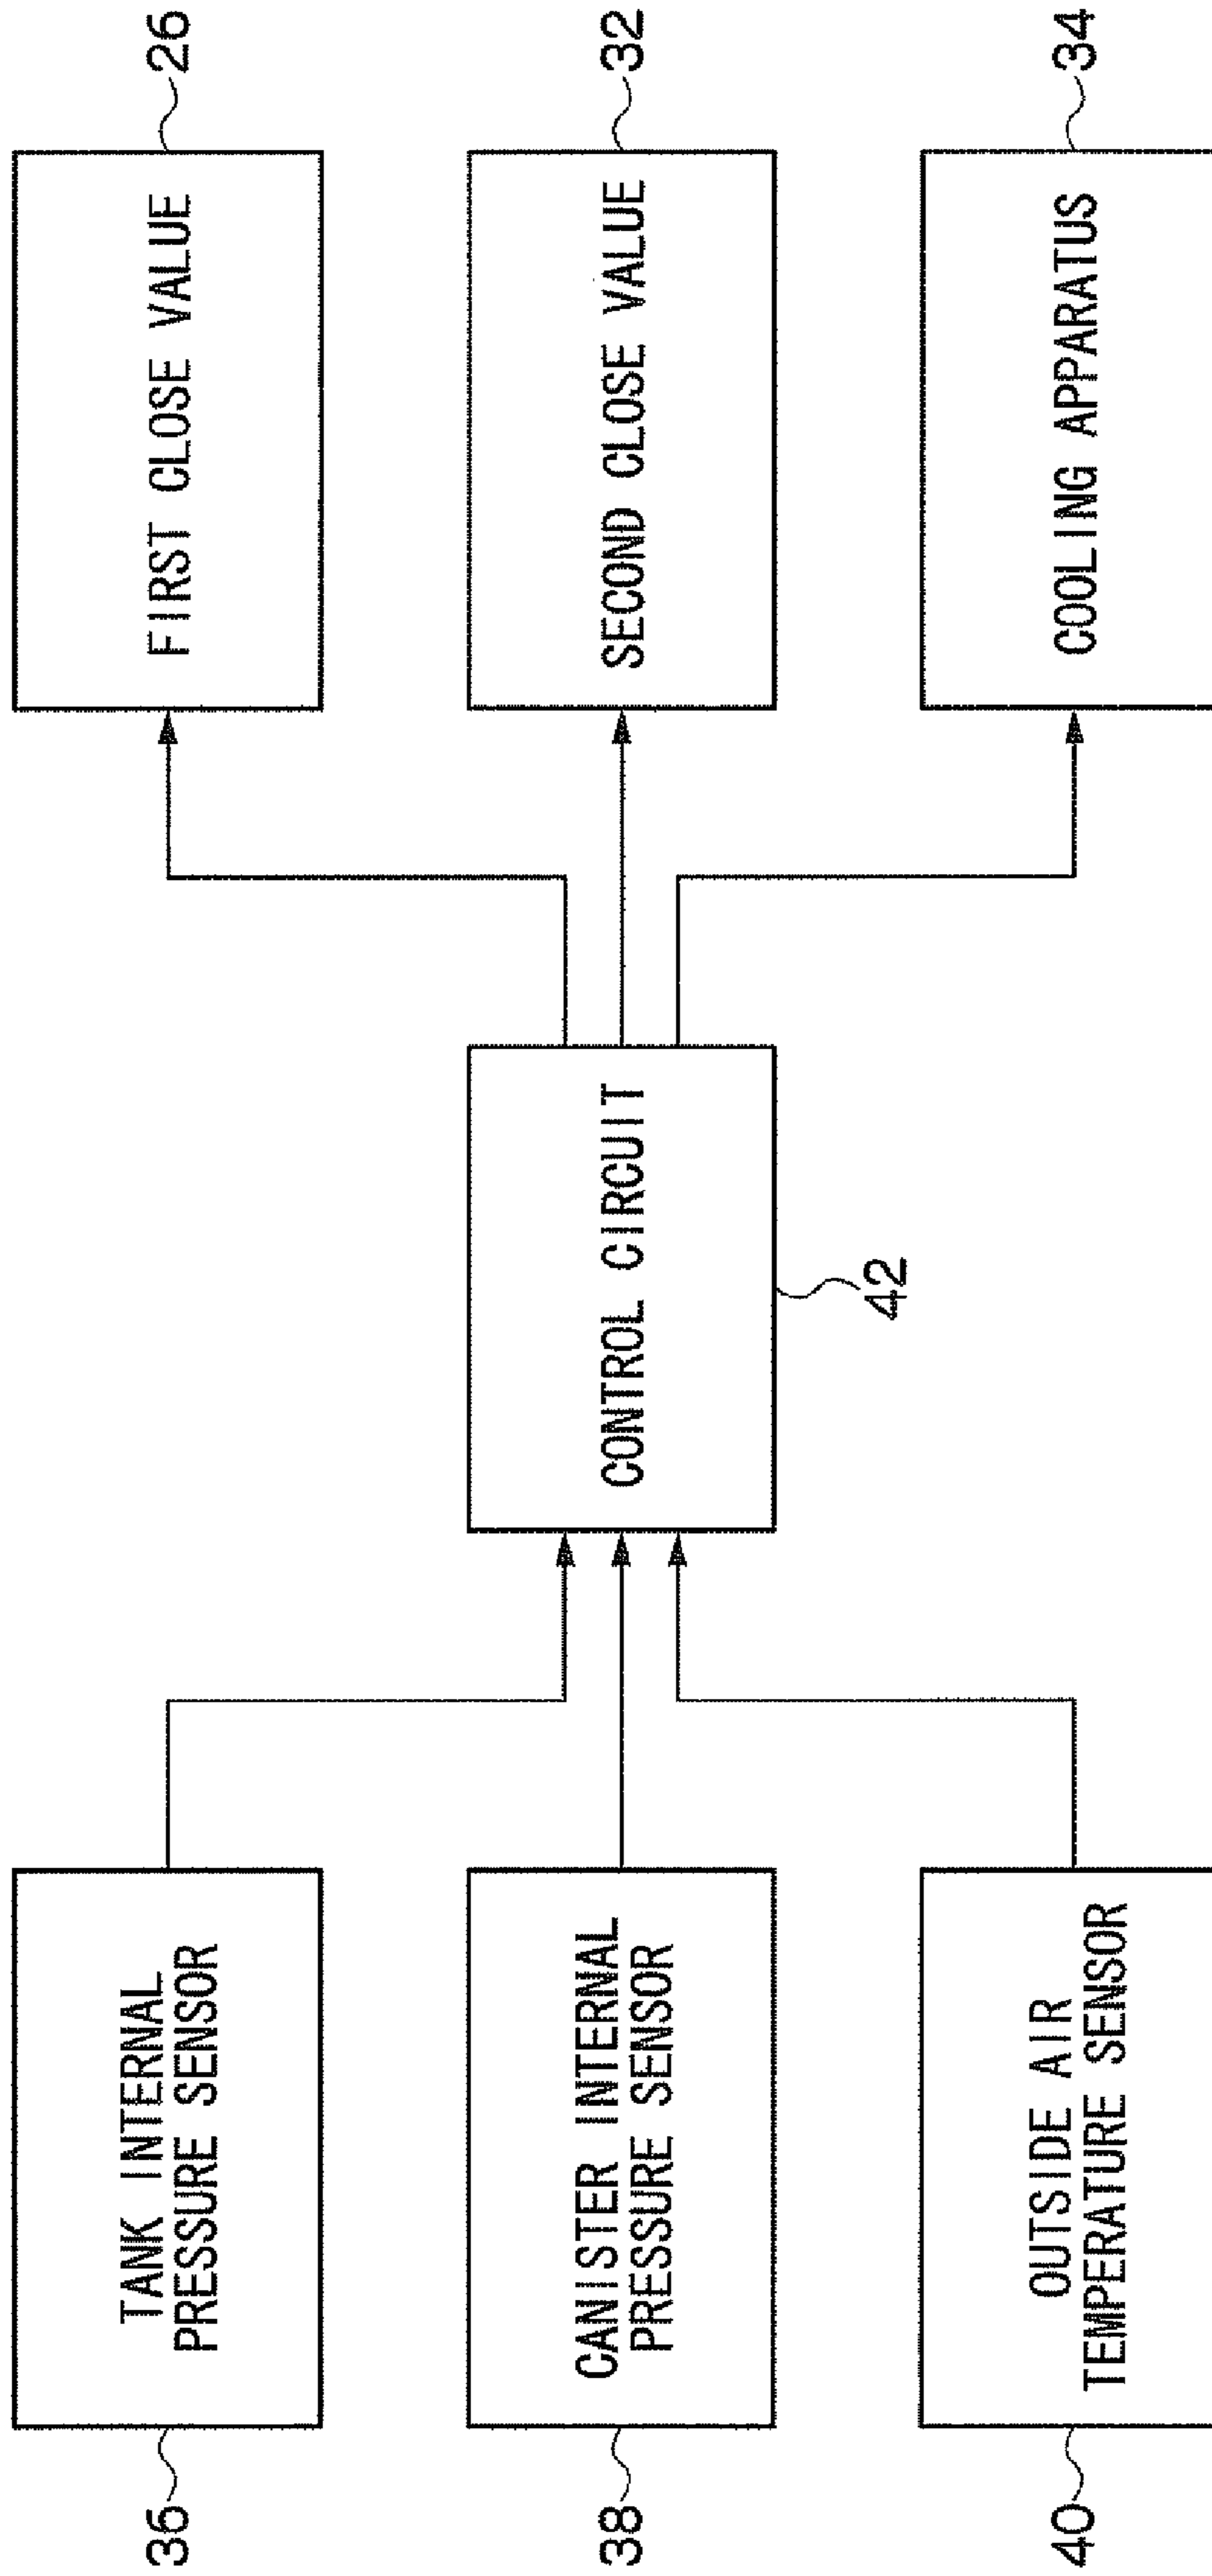 36
TANK INTERNAL
PRESSURE SENSOR
38
CANISTER INTERNAL
PRESSURE SENSOR
40
OUTSIDE AIR
TEMPERATURE SENSOR
CONTROL CIRCUIT
42
FIRST CLOSE VALUE
26
SECOND CLOSE VALUE
32
COOLING APPARATUS
34